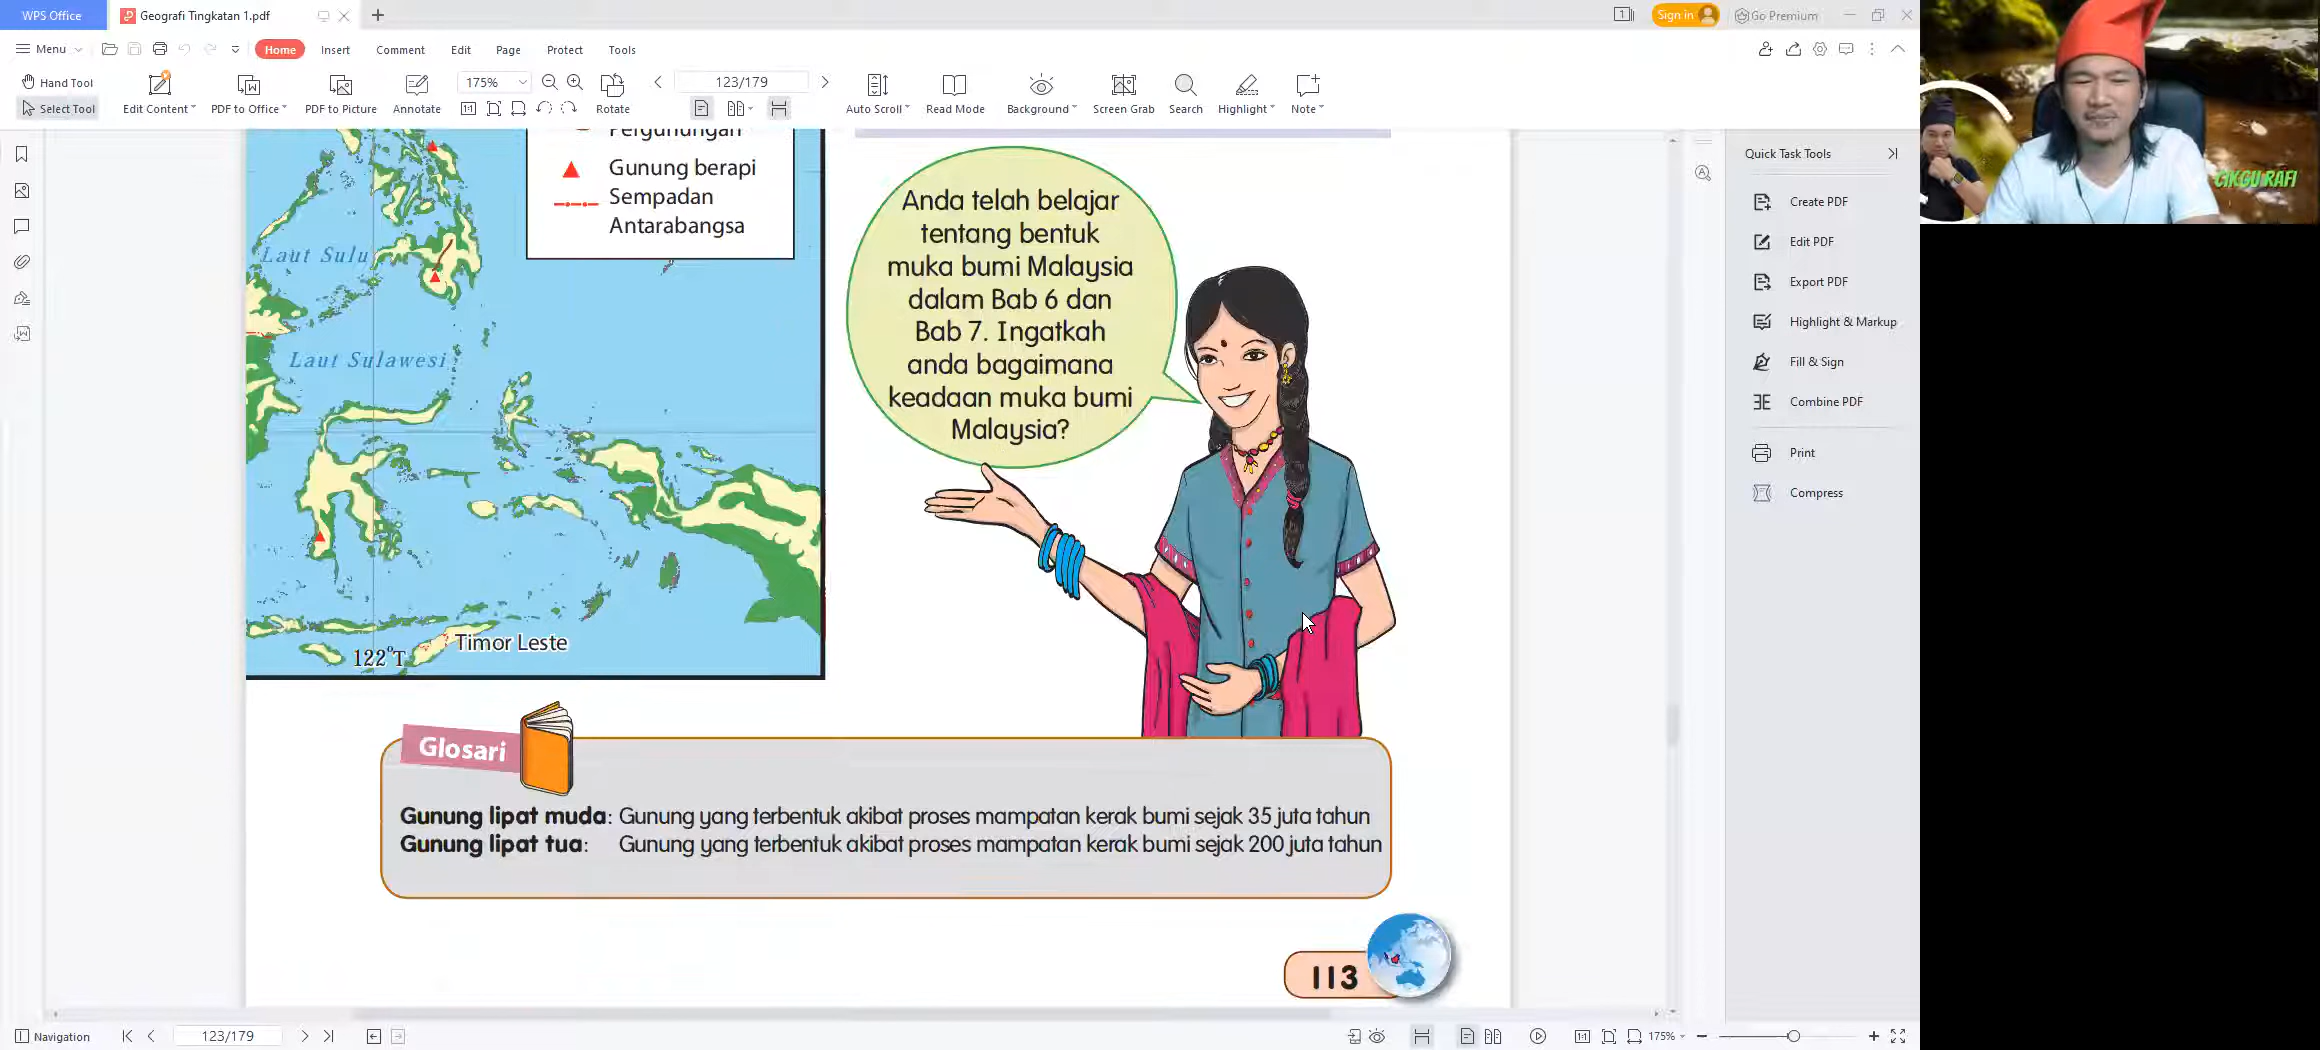 WPS Office
Geografi Tingkatan 1.pdf
1
Sign in
Go Premium
Menu
Home
Insert
Comment
Edit
Page
Protect
Tools
Hand Tool
Select Tool
Edit Content
PDF to Office
PDF to Picture
Annotate
175%
1:1
Rotate
123/179
Auto Scroll
Read Mode
Background
Screen Grab
Search
Highlight
Note
Pergunungan
Gunung berapi
Sempadan
Antarabangsa
Laut Sulu
Laut Sulawesi
Timor Leste
122°T
Anda telah belajar
tentang bentuk
muka bumi Malaysia
dalam Bab 6 dan
Bab 7. Ingatkah
anda bagaimana
keadaan muka bumi
Malaysia?
Glosari
Gunung lipat muda: Gunung yang terbentuk akibat proses mampatan kerak bumi sejak 35 juta tahun
Gunung lipat tua: Gunung yang terbentuk akibat proses mampatan kerak bumi sejak 200 juta tahun
113
Quick Task Tools
Create PDF
Edit PDF
Export PDF
Highlight & Markup
Fill & Sign
Combine PDF
Print
Compress
CIKGU RAFI
Navigation
123/179
1:1
175%